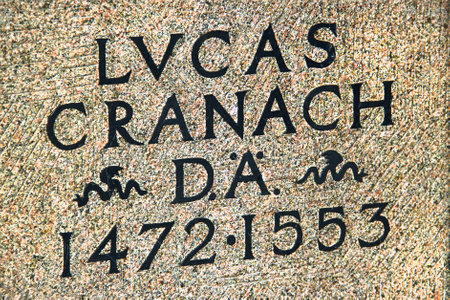 LVCAS
CRANACH
D.Ä.
1472·1553